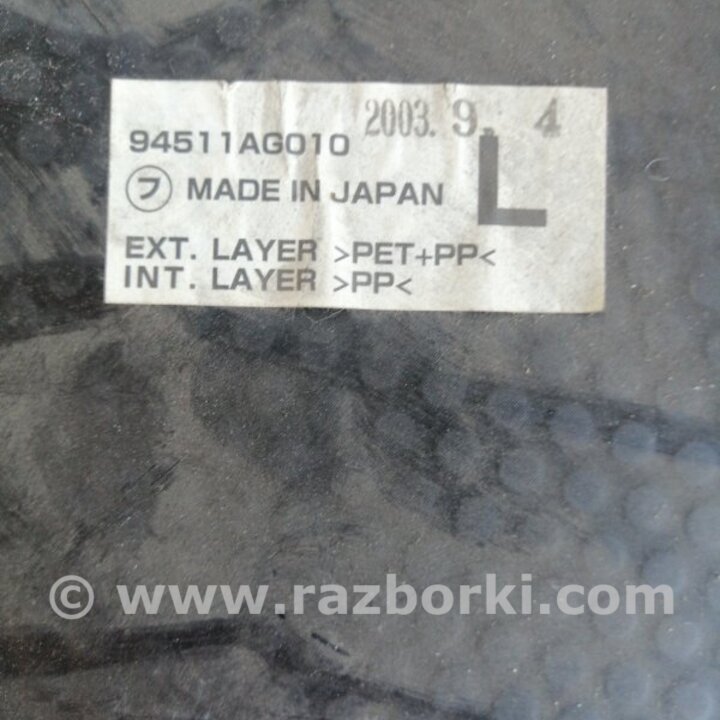 2003. 9. 4
94511AG010
フ MADE IN JAPAN L
EXT. LAYER >PET+PP<
INT. LAYER >PP<
© www.razborki.com